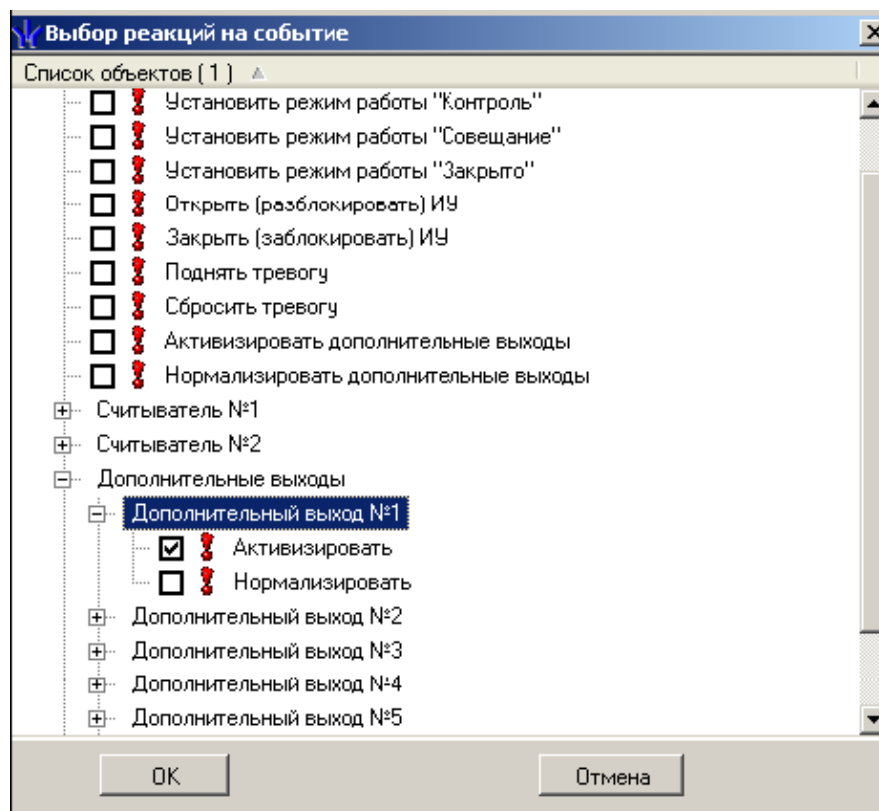 Выбор реакций на событие
Список объектов ( 1 )
Установить режим работы "Контроль"
Установить режим работы "Совещание"
Установить режим работы "Закрыто"
Открыть (разблокировать) ИУ
Закрыть (заблокировать) ИУ
Поднять тревогу
Сбросить тревогу
Активизировать дополнительные выходы
Нормализировать дополнительные выходы
Считыватель №1
Считыватель №2
Дополнительные выходы
Дополнительный выход №1
Активизировать
Нормализировать
Дополнительный выход №2
Дополнительный выход №3
Дополнительный выход №4
Дополнительный выход №5
OK Отмена